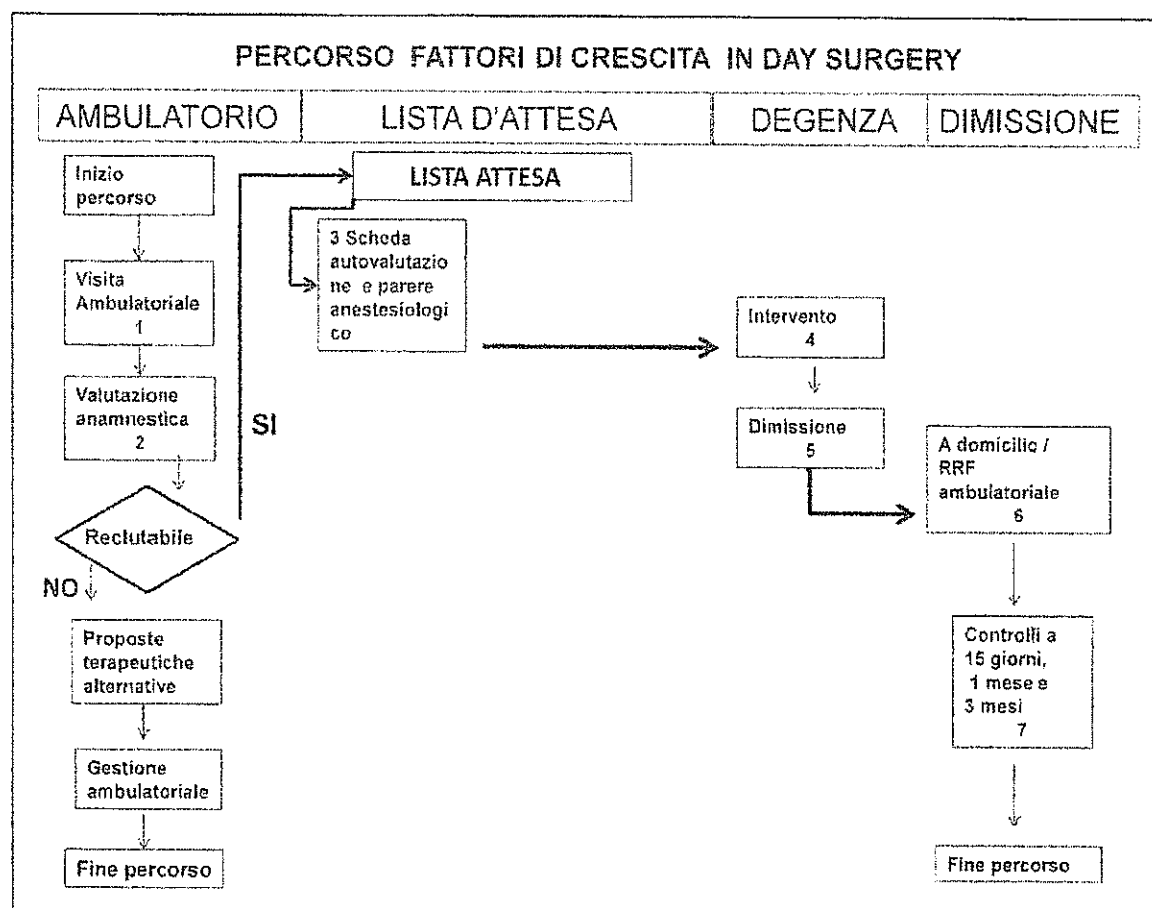 PERCORSO FATTORI DI CRESCITA IN DAY SURGERY
AMBULATORIO
LISTA D'ATTESA
DEGENZA
DIMISSIONE
Inizio
percorso
Visita
Ambulatoriale
1
Valutazione
anamnestica
2
Reclutabile
SI
NO
Proposte
terapeutiche
alternative
Gestione
ambulatoriale
Fine percorso
LISTA ATTESA
3 Scheda
autovalutazio
ne e parere
anestesiologi
co
Intervento
4
Dimissione
5
A domicilio /
RRF
ambulatoriale
6
Controlli a
15 giorni,
1 mese e
3 mesi
7
Fine percorso